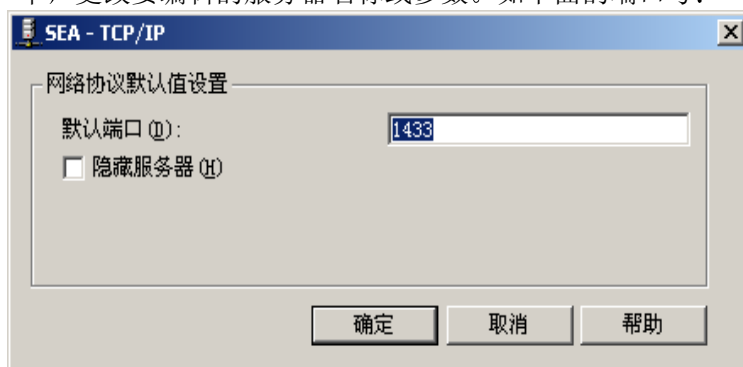 SEA - TCP/IP
网络协议默认值设置
默认端口(D):
1433
隐藏服务器(H)
确定
取消
帮助